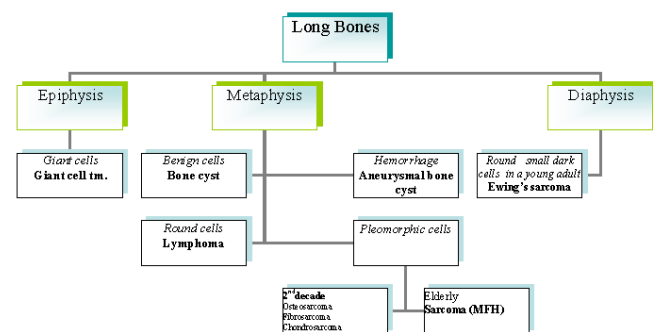 Long Bones
Epiphysis
Metaphysis
Diaphysis
Giant cells
Giant cell tm.
Benign cells
Bone cyst
Hemorrhage
Aneurysmal bone
cyst
Round small dark
cells in a young adult
Ewing's sarcoma
Round cells
Lymphoma
Pleomorphic cells
2nd decade
Osteosarcoma
Fibrosarcoma
Chondrosarcoma
Elderly
Sarcoma (MFH)